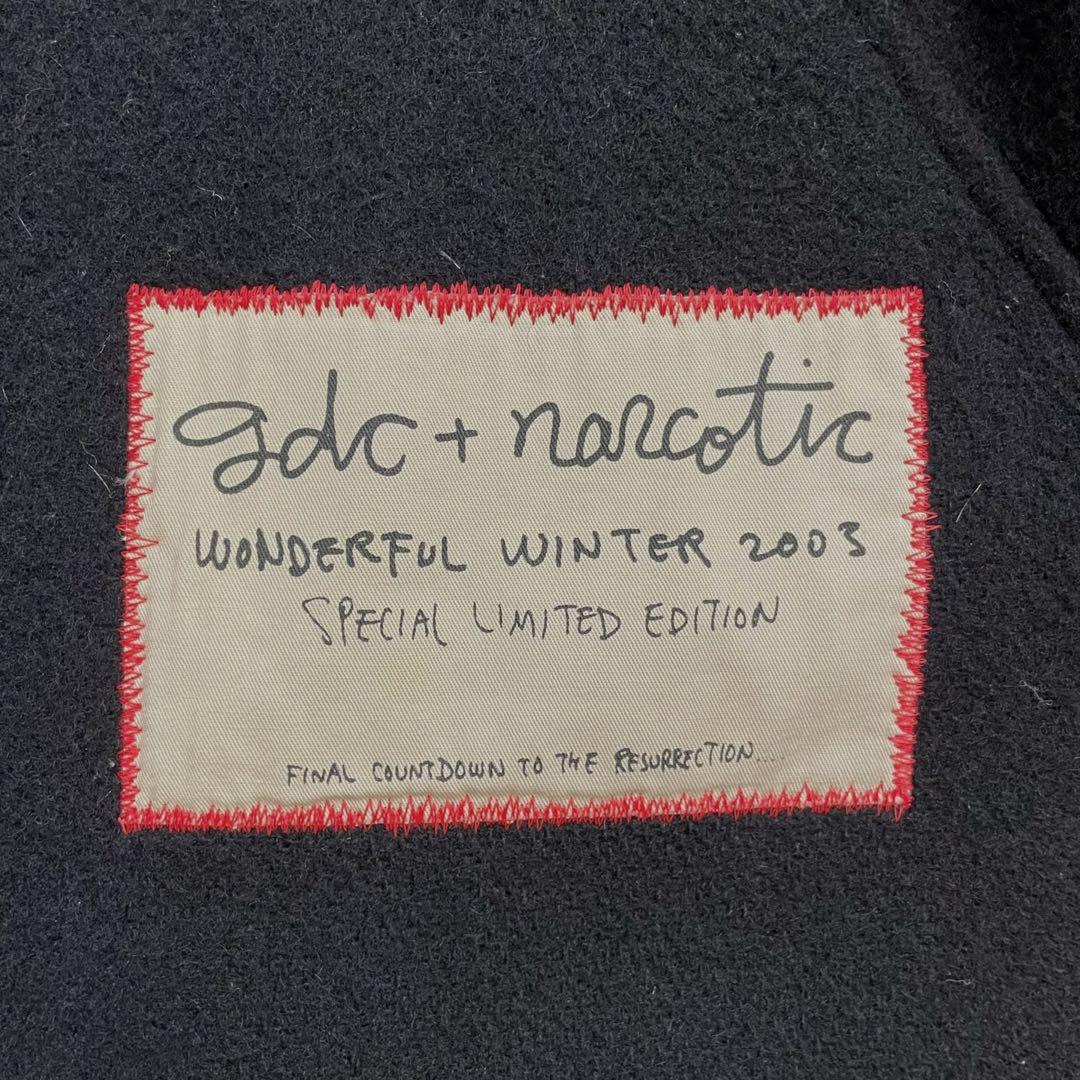 gdc + narcotic
WONDERFUL WINTER 2003
SPECIAL LIMITED EDITION
FINAL COUNTDOWN TO THE RESURRECTION....